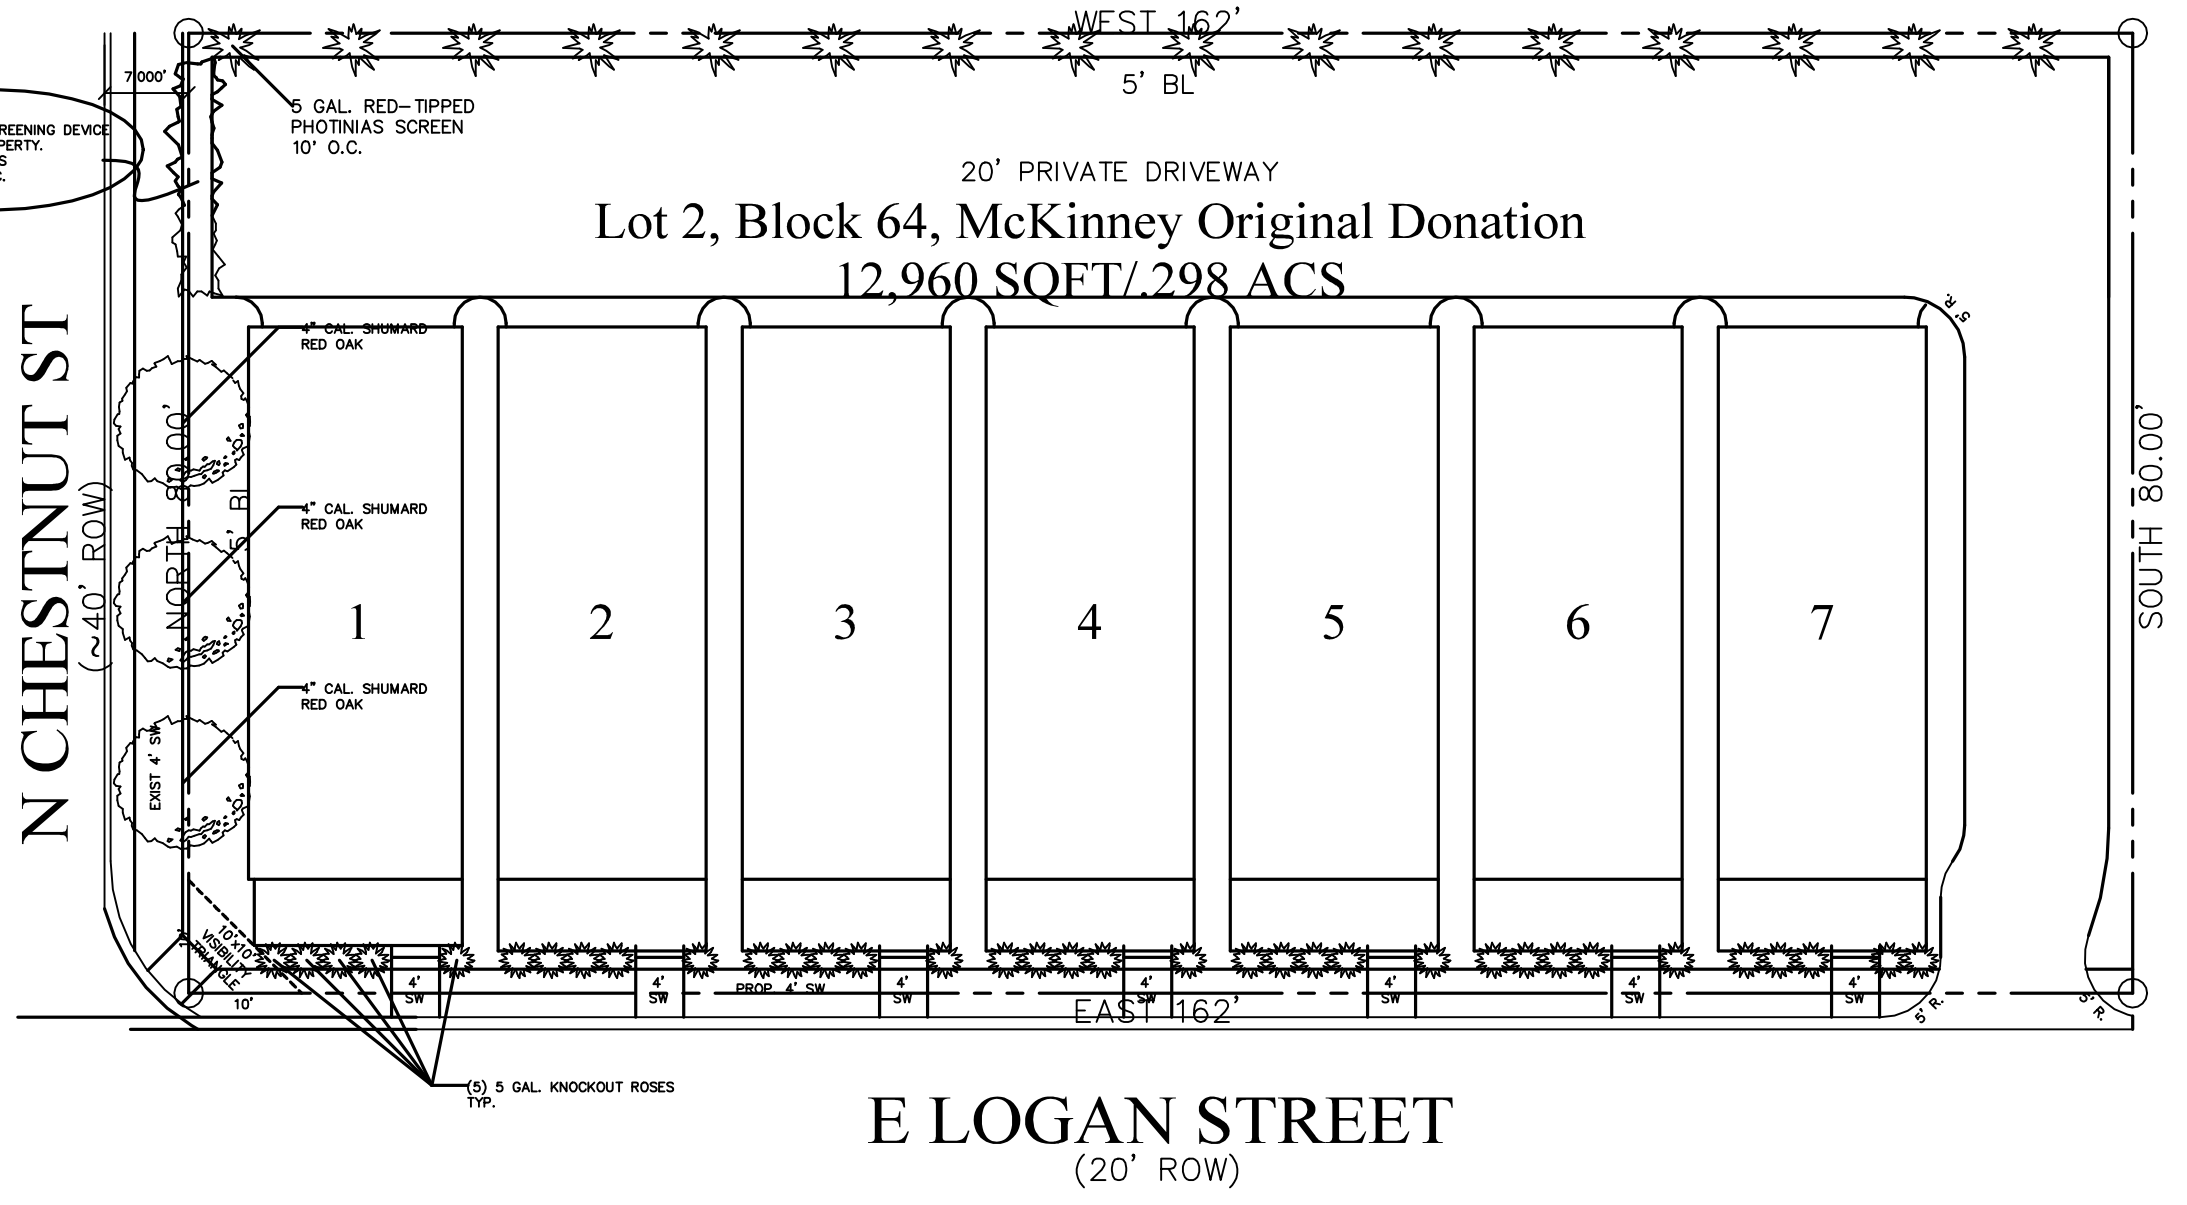 WEST 162'
7.000'
5' BL
5 GAL. RED-TIPPED
PHOTINIAS SCREEN
10' O.C.
REENING DEVICE
PERTY.
20' PRIVATE DRIVEWAY
Lot 2, Block 64, McKinney Original Donation
12,960 SQFT/.298 ACS
5' R.
4" CAL. SHUMARD
RED OAK
4" CAL. SHUMARD
RED OAK
4" CAL. SHUMARD
RED OAK
N CHESTNUT ST
(~40' ROW)
NORTH 80.00'
5' BL
EXIST 4' SW
SOUTH 80.00'
1
2
3
4
5
6
7
10'x10'
VISIBILITY
TRIANGLE
10'
10'
4'
SW
4'
SW
PROP. 4' SW
4'
SW
4'
SW
4'
SW
4'
SW
4'
SW
5' R.
5' R.
EAST 162'
(5) 5 GAL. KNOCKOUT ROSES
TYP.
E LOGAN STREET
(20' ROW)